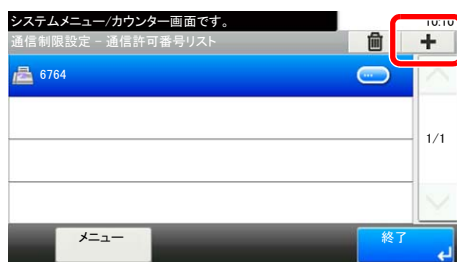 システムメニュー/カウンター画面です。
10:10
通信制限設定 - 通信許可番号リスト
6764
1/1
メニュー
終了